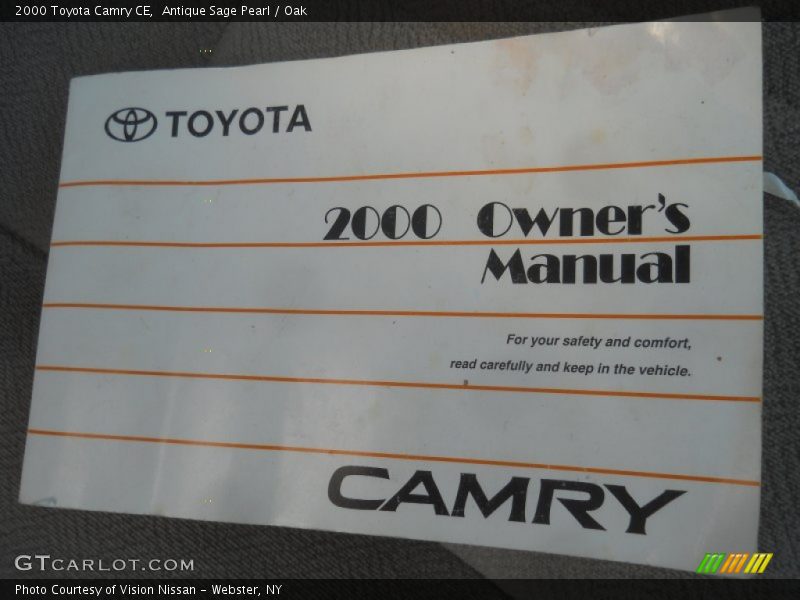 2000 Toyota Camry CE, Antique Sage Pearl / Oak
TOYOTA
2000 Owner's
Manual
For your safety and comfort,
read carefully and keep in the vehicle.
CAMRY
GTCARLOT.COM
Photo Courtesy of Vision Nissan - Webster, NY